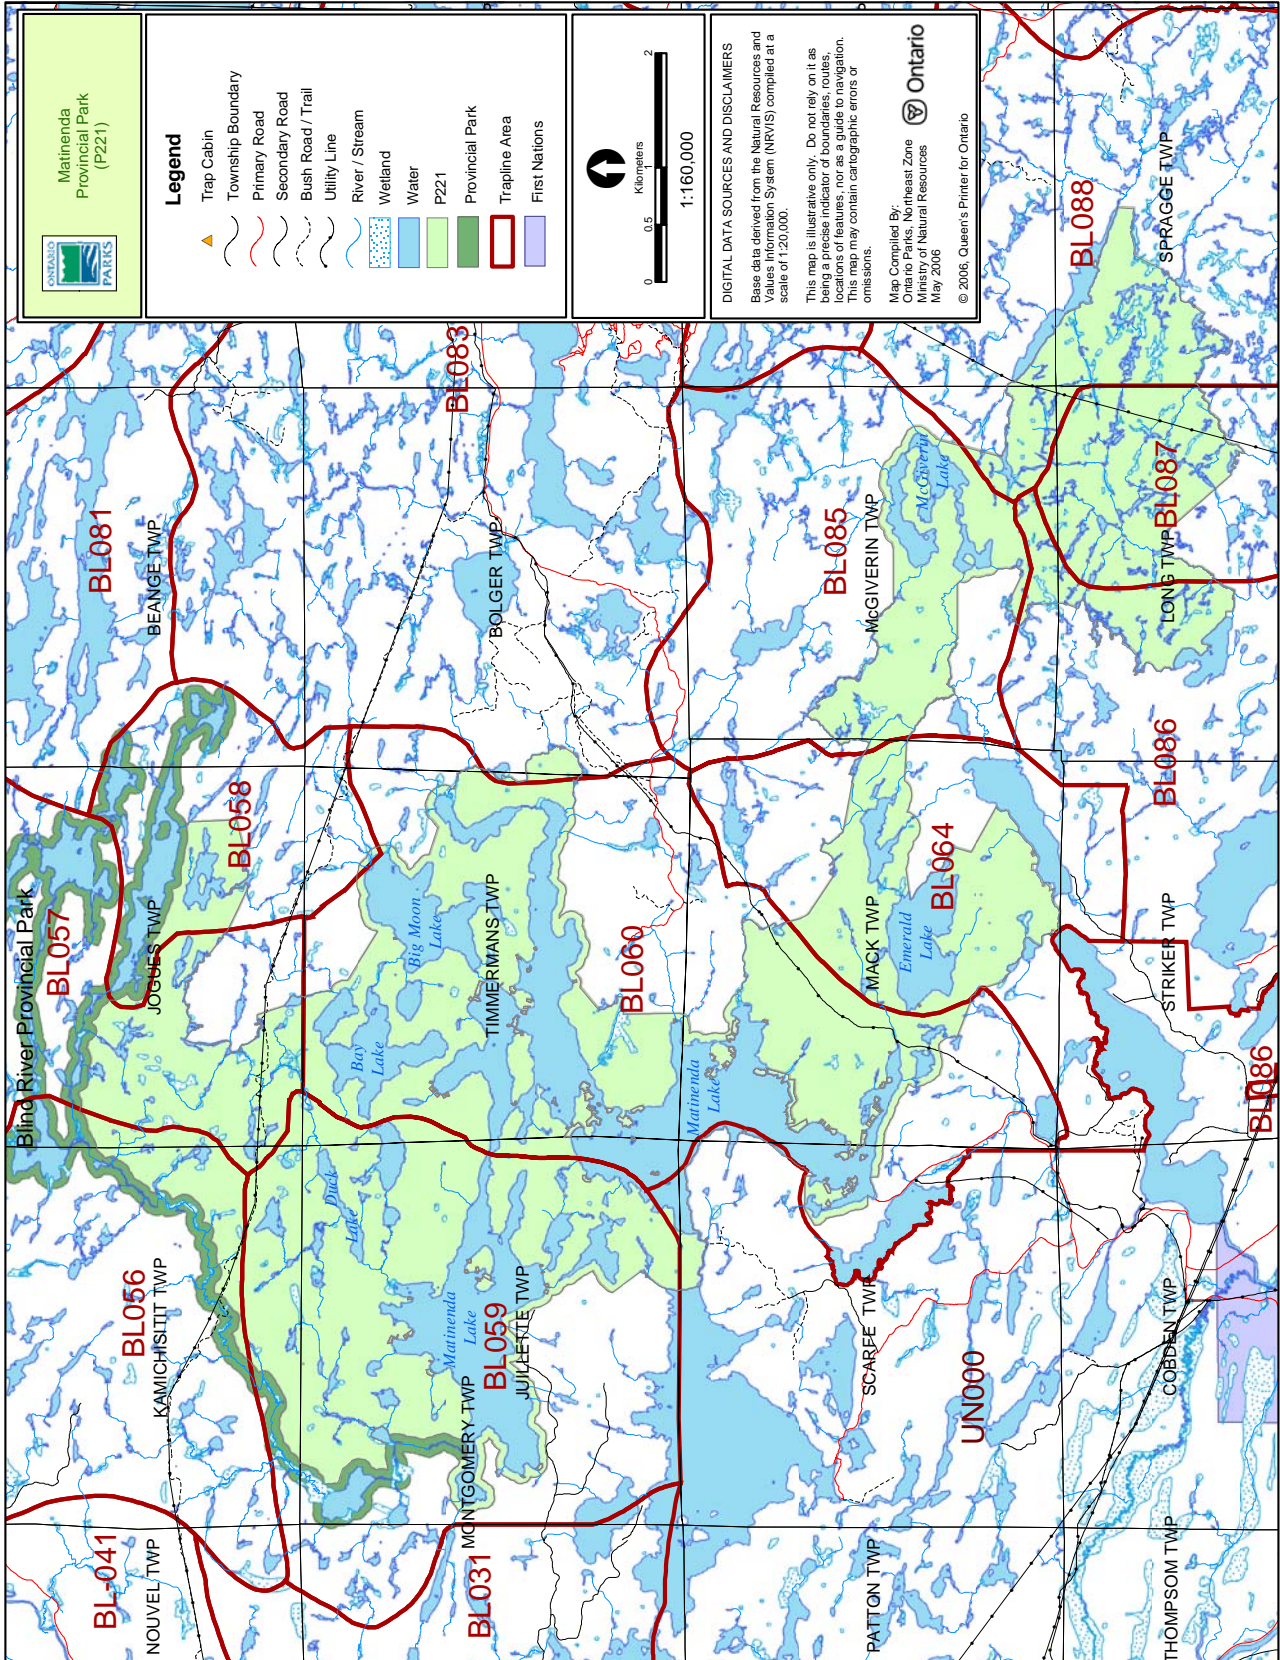 Matinenda
Provincial Park
(P221)
ONTARIO
PARKS
Legend
Trap Cabin
Township Boundary
Primary Road
Secondary Road
Bush Road / Trail
Utility Line
River / Stream
Wetland
Water
P221
Provincial Park
Trapline Area
First Nations
Kilometers
0 0.5 1 2
1:160,000
DIGITAL DATA SOURCES AND DISCLAIMERS
Base data derived from the Natural Resources and
Values Information System (NRVIS) compiled at a
scale of 1:20,000.
This map is illustrative only. Do not rely on it as
being a precise indicator of boundaries, routes,
locations of features, nor as a guide to navigation.
This map may contain cartographic errors or
omissions.
Map Compiled By:
Ontario Parks, Northeast Zone
Ministry of Natural Resources
May 2006
Ontario
© 2006, Queen's Printer for Ontario
BL-041
NOUVEL TWP
BL056
KAMICHISITIT TWP
Blind River Provincial Park
BL057
JOGUES TWP
BL058
BL081
BEANGE TWP
BL083
BOLGER TWP
BL031
MONTGOMERY TWP
BL059
JUILLETTE TWP
Matinenda
Lake
Duck
Lake
Bay
Lake
Big Moon
Lake
TIMMERMANS TWP
BL060
Matinenda
Lake
PATTON TWP
SCARFE TWP
UN000
MACK TWP
Emerald
Lake
BL064
BL085
McGIVERIN TWP
McGiverin
Lake
BL088
SPRAGGE TWP
THOMPSOM TWP
COBDEN TWP
BL086
STRIKER TWP
BL086
LONG TWP
BL087